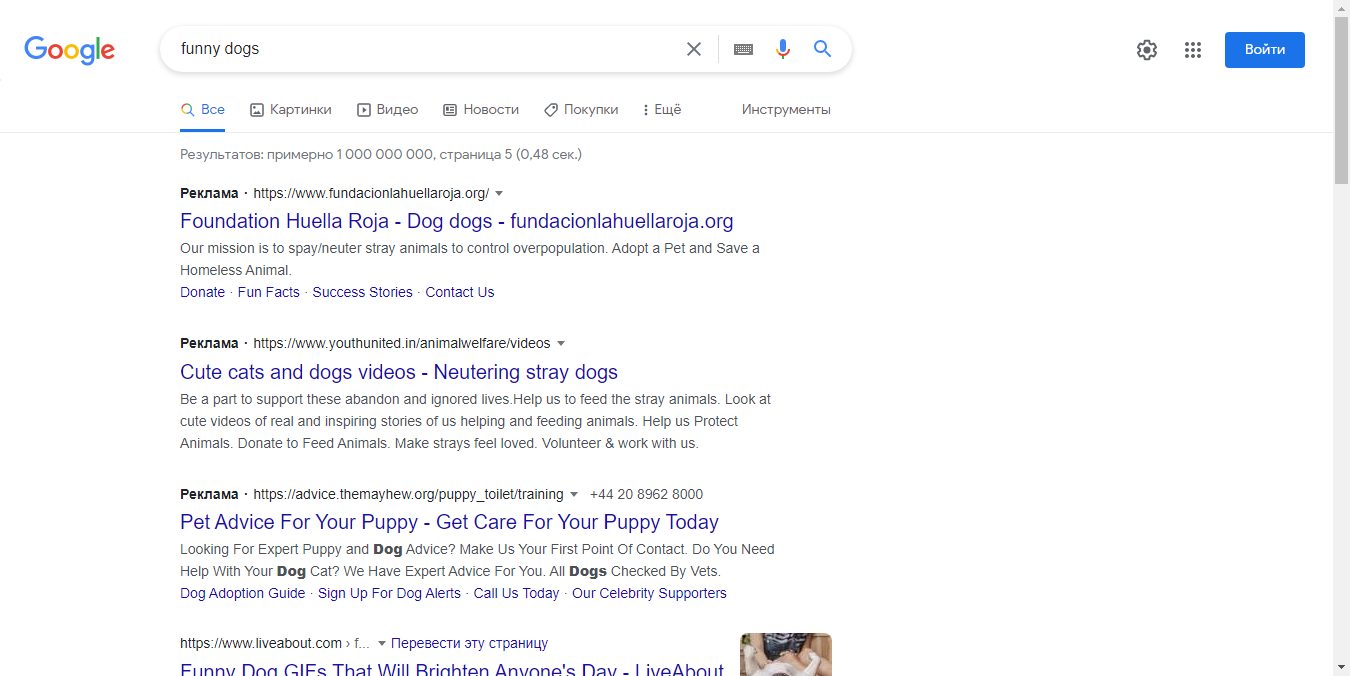 Google
funny dogs
Войти
Все
Картинки
Видео
Новости
Покупки
Ещё
Инструменты
Результатов: примерно 1 000 000 000, страница 5 (0,48 сек.)
Реклама · https://www.fundacionlahuellaroja.org/
Foundation Huella Roja - Dog dogs - fundacionlahuellaroja.org
Our mission is to spay/neuter stray animals to control overpopulation. Adopt a Pet and Save a
Homeless Animal.
Donate · Fun Facts · Success Stories · Contact Us
Реклама · https://www.youthunited.in/animalwelfare/videos
Cute cats and dogs videos - Neutering stray dogs
Be a part to support these abandon and ignored lives.Help us to feed the stray animals. Look at
cute videos of real and inspiring stories of us helping and feeding animals. Help us Protect
Animals. Donate to Feed Animals. Make strays feel loved. Volunteer & work with us.
Реклама · https://advice.themayhew.org/puppy_toilet/training +44 20 8962 8000
Pet Advice For Your Puppy - Get Care For Your Puppy Today
Looking For Expert Puppy and Dog Advice? Make Us Your First Point Of Contact. Do You Need
Help With Your Dog Cat? We Have Expert Advice For You. All Dogs Checked By Vets.
Dog Adoption Guide · Sign Up For Dog Alerts · Call Us Today · Our Celebrity Supporters
https://www.liveabout.com › f... Перевести эту страницу
Funny Dog GIFs That Will Brighten Anyone's Day - LiveAbout